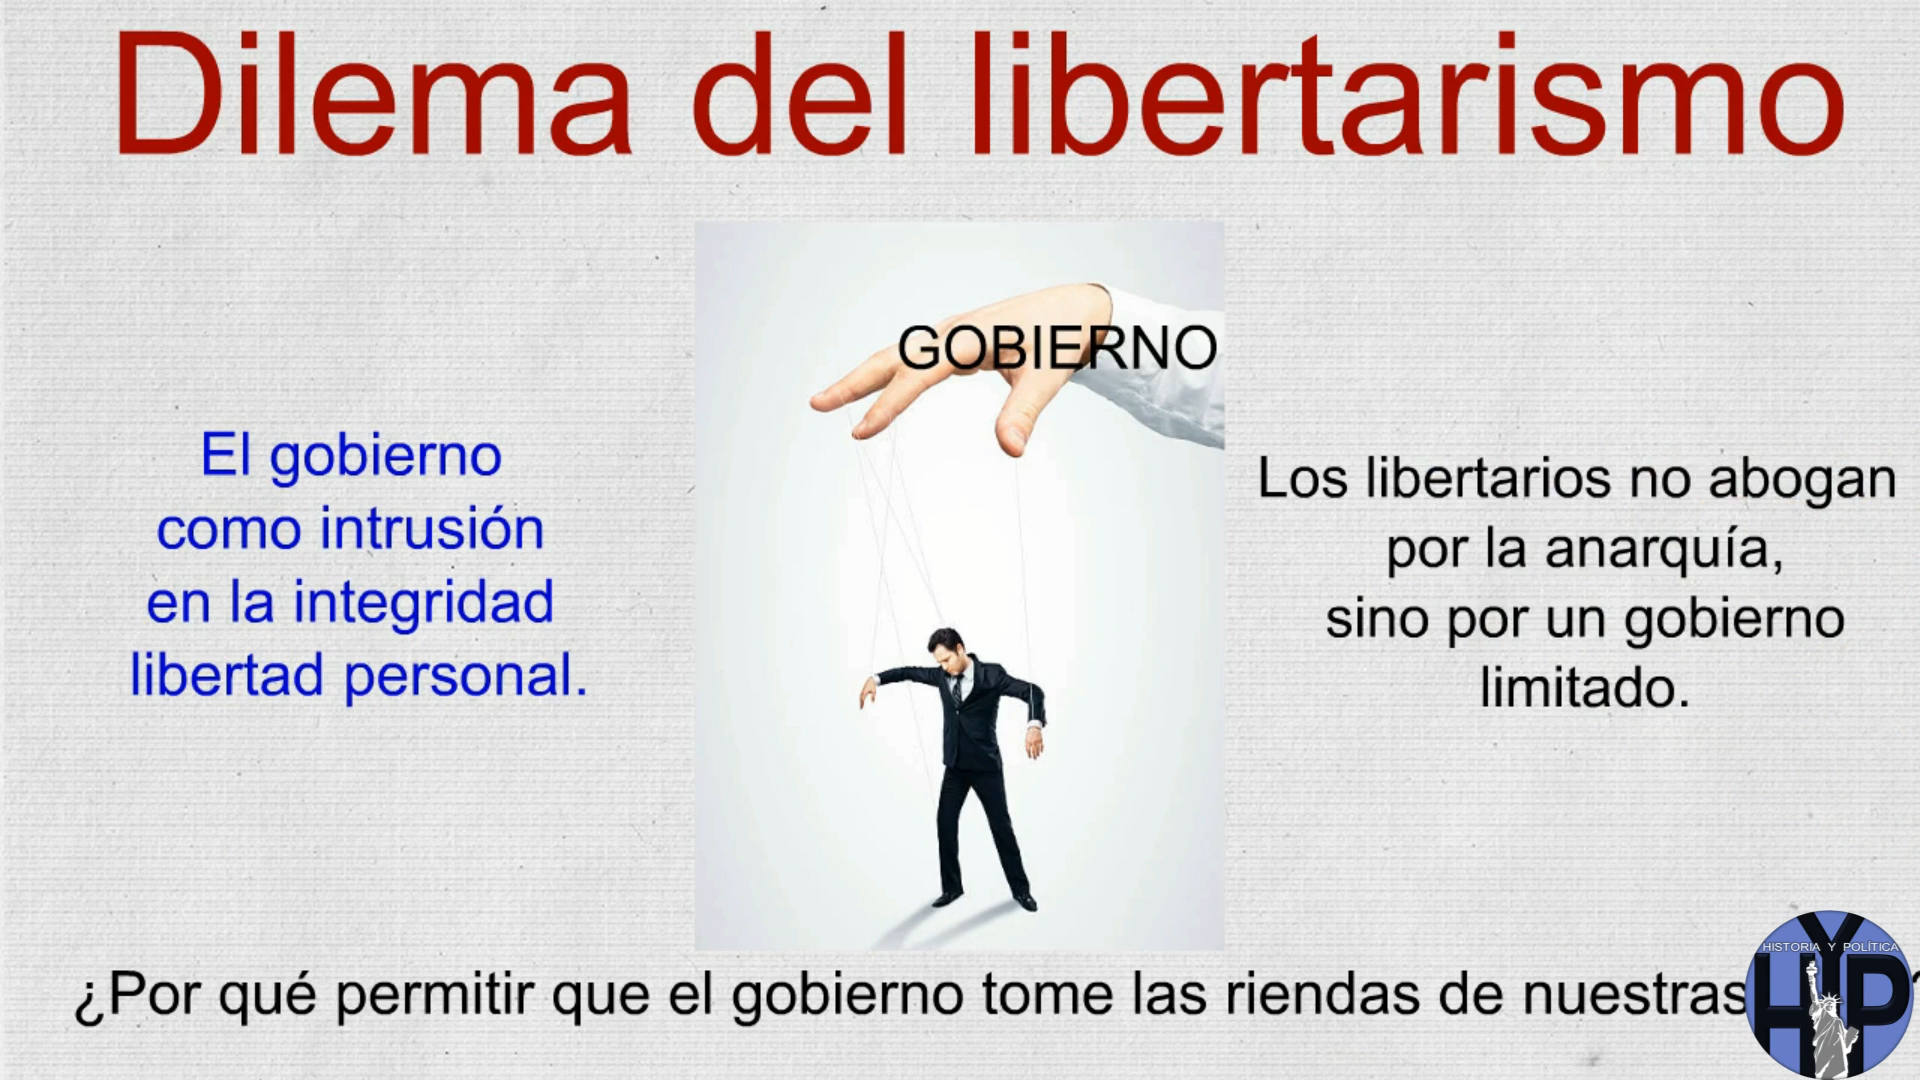 Dilema del libertarismo
GOBIERNO
El gobierno
como intrusión
en la integridad
libertad personal.
Los libertarios no abogan
por la anarquía,
sino por un gobierno
limitado.
¿Por qué permitir que el gobierno tome las riendas de nuestras
HISTORIA Y POLÍTICA
HYP